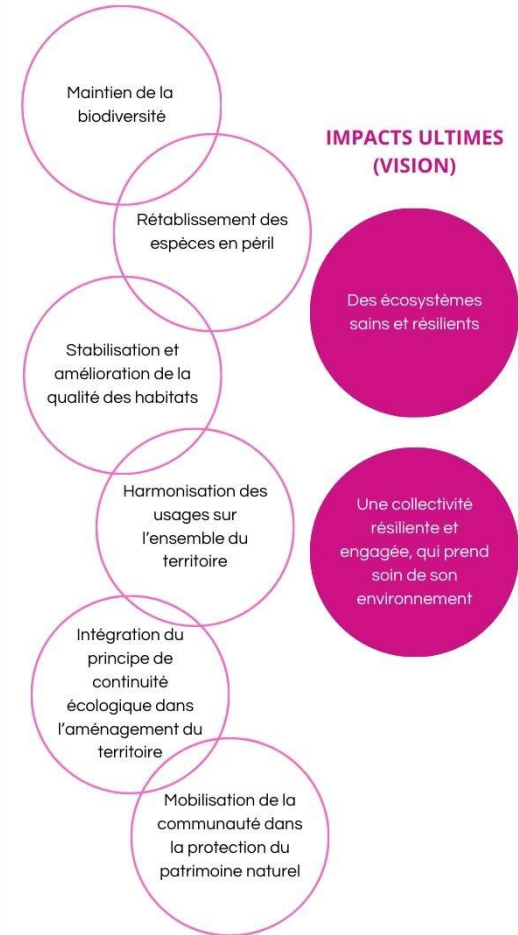 Maintien de la
biodiversité
Rétablissement des
espèces en péril
Stabilisation et
amélioration de la
qualité des habitats
Harmonisation des
usages sur
l'ensemble du
territoire
Intégration du
principe de
continuité
écologique dans
l'aménagement du
territoire
Mobilisation de la
communauté dans
la protection du
patrimoine naturel
IMPACTS ULTIMES
(VISION)
Des écosystèmes
sains et résilients
Une collectivité
résiliente et
engagée, qui prend
soin de son
environnement